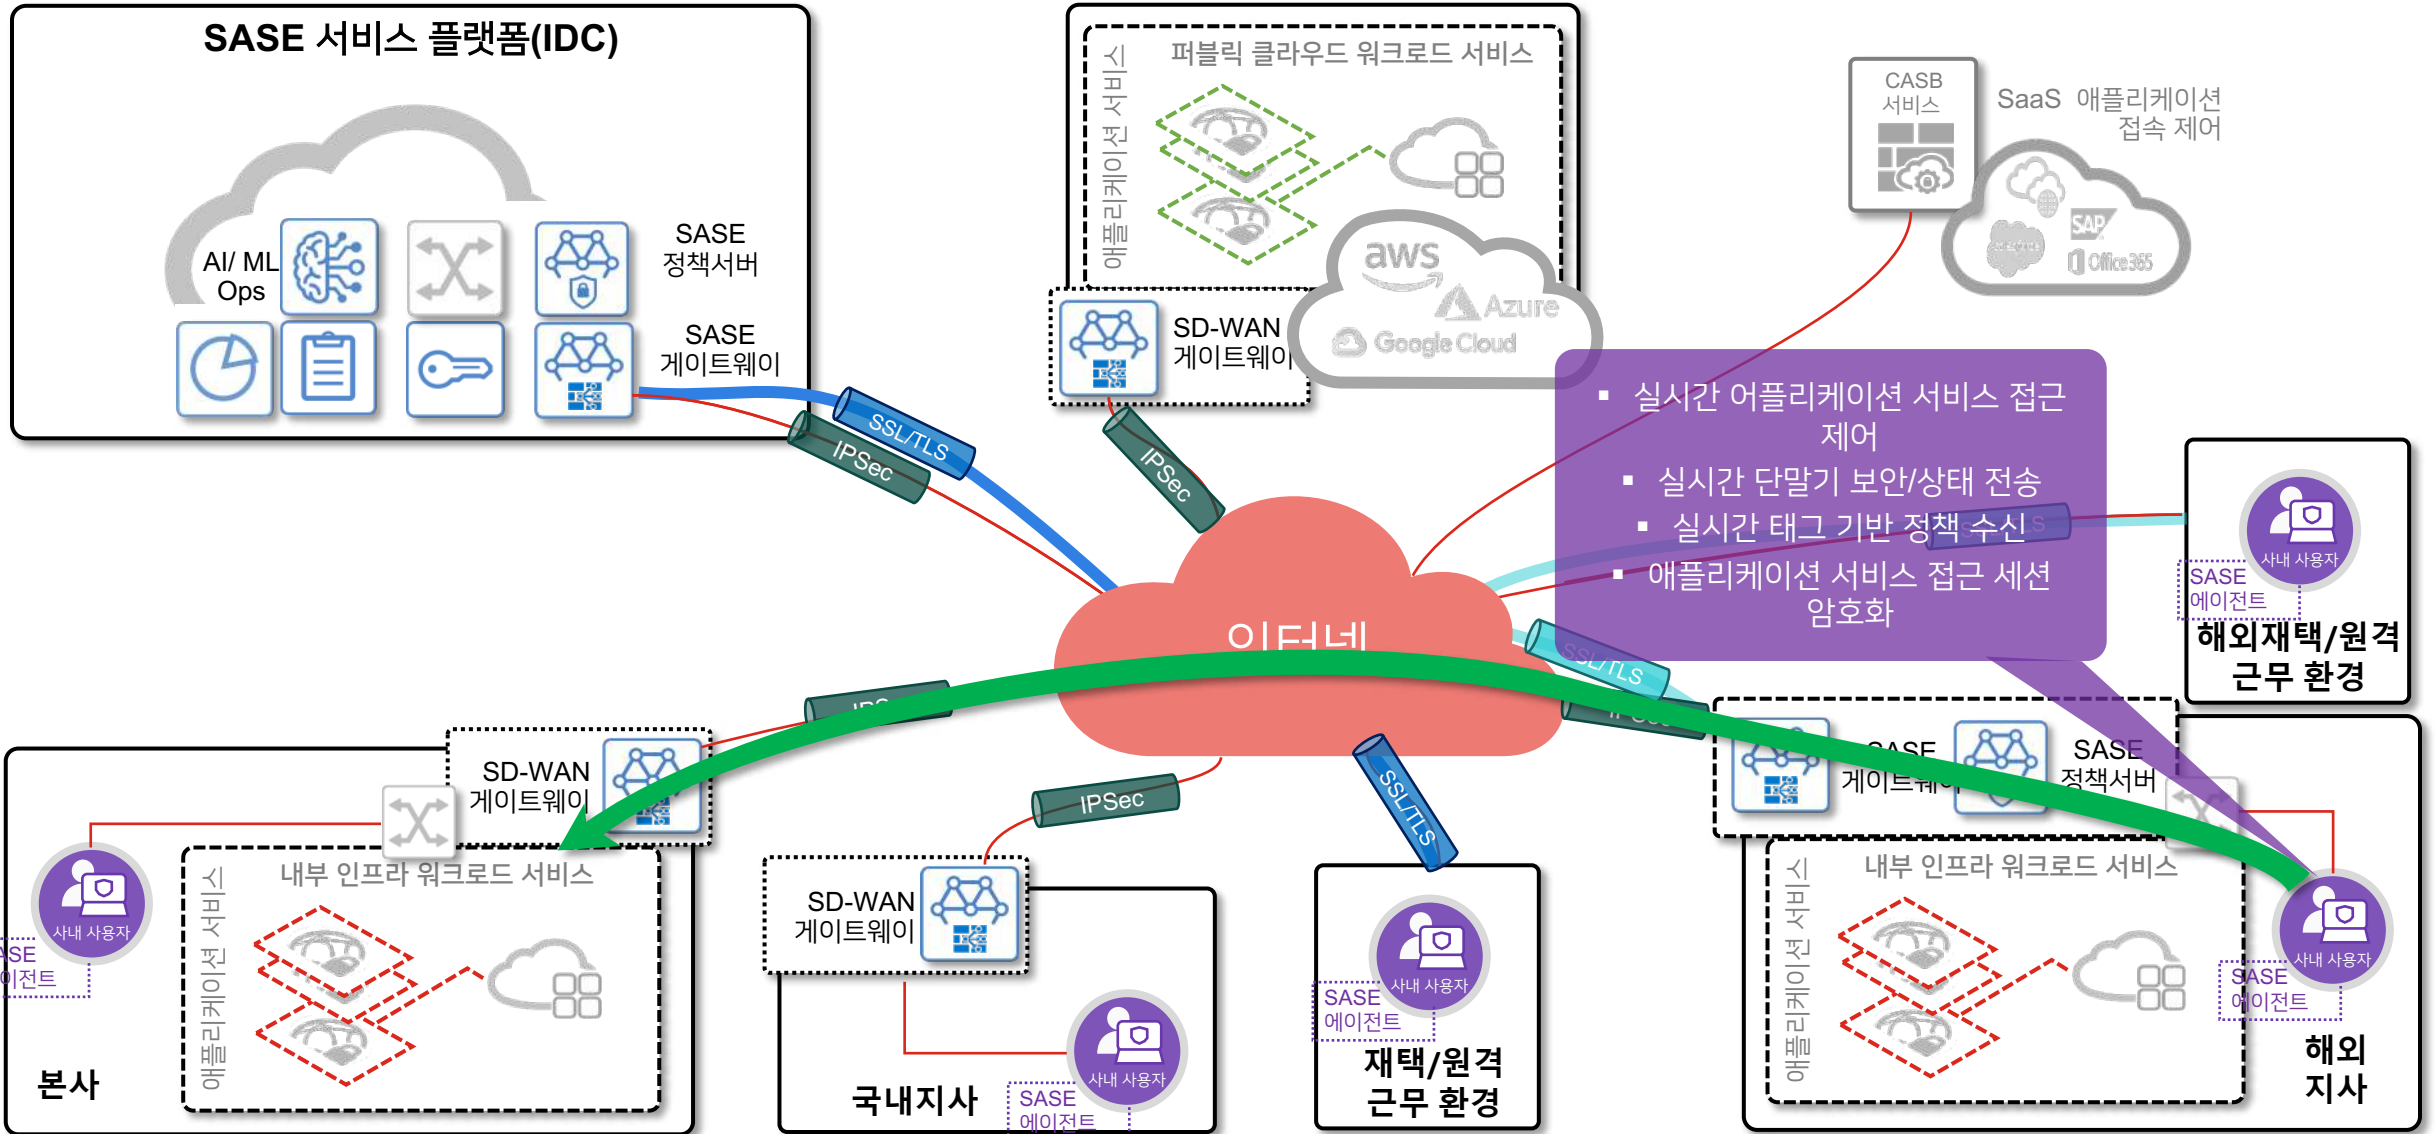 SASE 서비스 플랫폼(IDC)
AI/ ML
Ops
SASE
정책서버
SASE
게이트웨이
SSL/TLS
IPSec
퍼블릭 클라우드 워크로드 서비스
애플리케이션 서비스
aws
Azure
Google Cloud
SD-WAN
게이트웨이
IPSec
CASB
서비스
SaaS 애플리케이션
접속 제어
SAP
Office 365
▪ 실시간 어플리케이션 서비스 접근
제어
▪ 실시간 단말기 보안/상태 전송
▪ 실시간 태그 기반 정책 수신
▪ 애플리케이션 서비스 접근 세션
암호화
사내 사용자
SASE
에이전트
해외재택/원격
근무 환경
인터넷
SSL/TLS
IPSec
IPSec
SD-WAN
게이트웨이
사내 사용자
내부 인프라 워크로드 서비스
애플리케이션 서비스
본사
IPSec
SD-WAN
게이트웨이
사내 사용자
SASE
에이전트
국내지사
SSL/TLS
사내 사용자
SASE
에이전트
재택/원격
근무 환경
SASE
게이트웨이
SASE
정책서버
내부 인프라 워크로드 서비스
애플리케이션 서비스
사내 사용자
SASE
에이전트
해외
지사